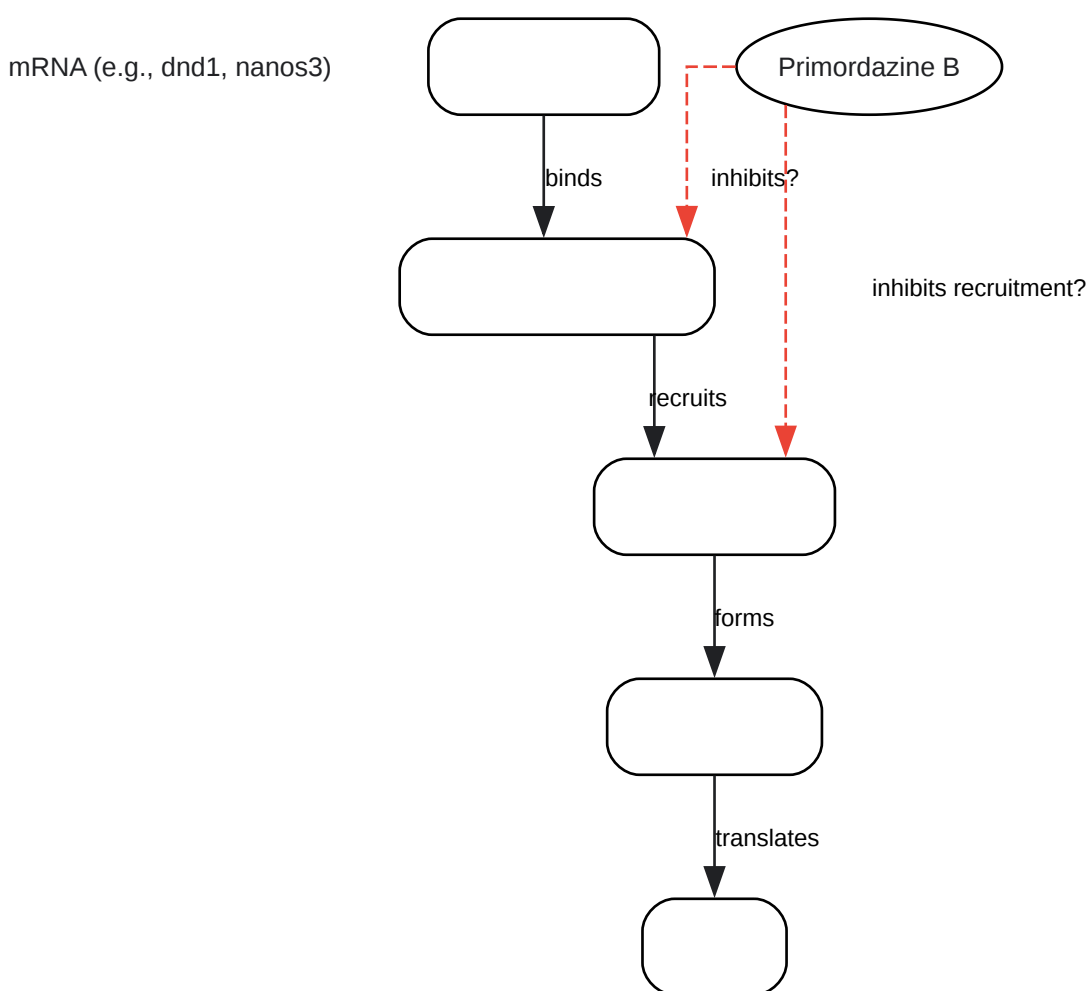 mRNA (e.g., dnd1, nanos3)
Primordazine B
binds
inhibits?
inhibits recruitment?
recruits
forms
translates